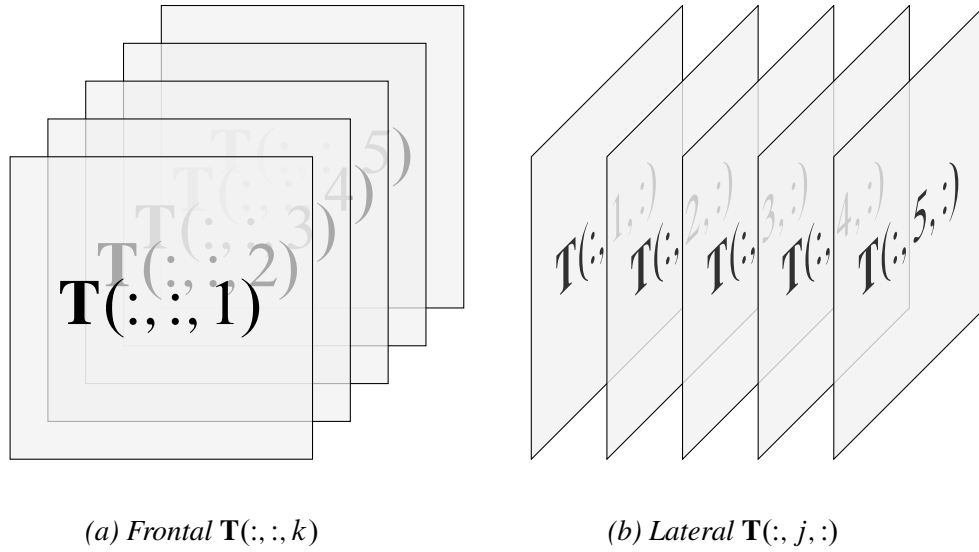 T(:, :, 5)
T(:, :, 4)
T(:, :, 3)
T(:, :, 2)
T(:, :, 1)
T(:, 1, :)
T(:, 2, :)
T(:, 3, :)
T(:, 4, :)
T(:, 5, :)
(a) Frontal T(:, :, k)
(b) Lateral T(:, j, :)